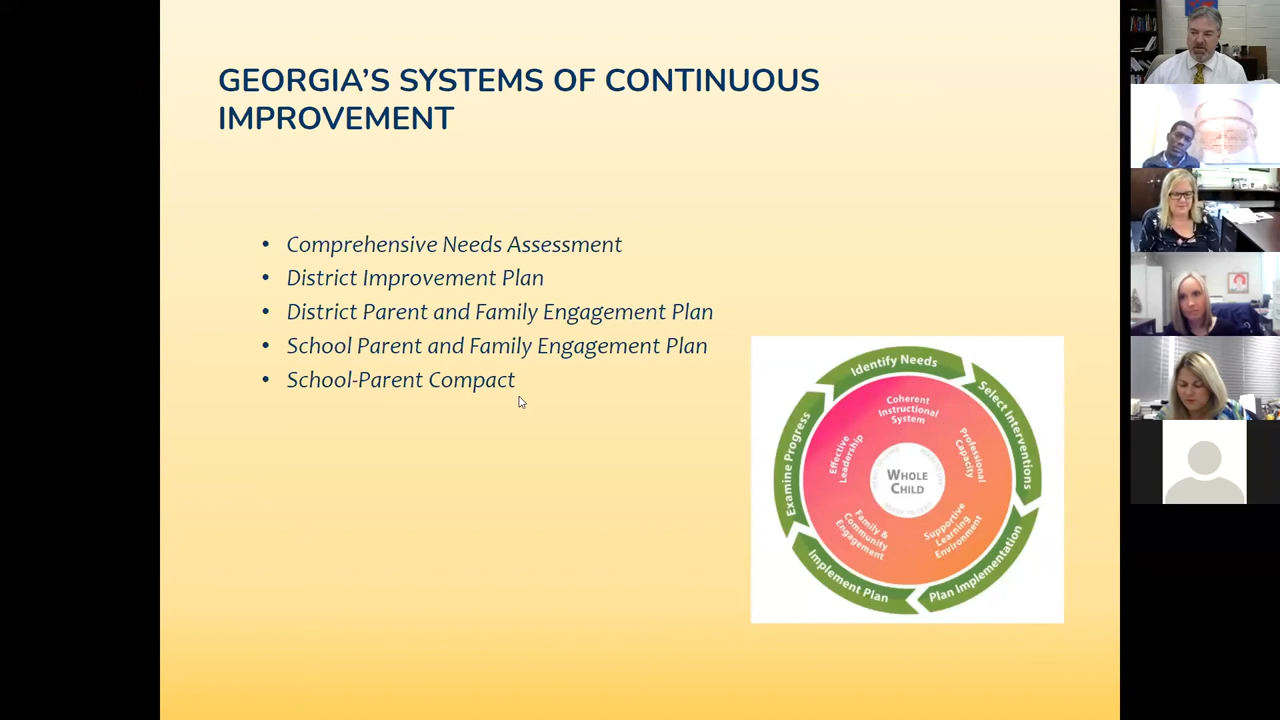 GEORGIA'S SYSTEMS OF CONTINUOUS
IMPROVEMENT
• Comprehensive Needs Assessment
• District Improvement Plan
• District Parent and Family Engagement Plan
• School Parent and Family Engagement Plan
• School-Parent Compact
Identify Needs
Select Interventions
Plan Implementation
Implement Plan
Examine Progress
Coherent
Instructional
System
Professional
Capacity
Supportive
Learning
Environment
Family &
Community
Engagement
Effective
Leadership
WHOLE
CHILD